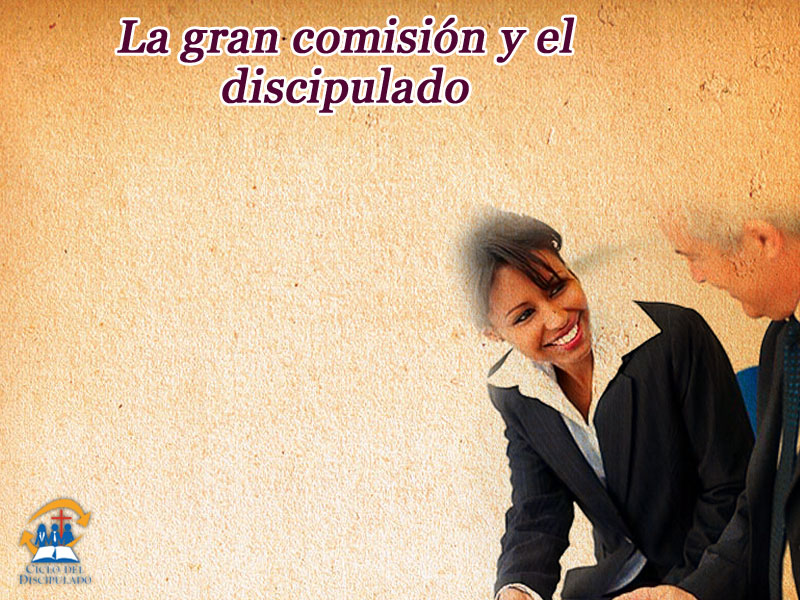 La gran comisión y el
discipulado
CICLO DEL
DISCIPULADO